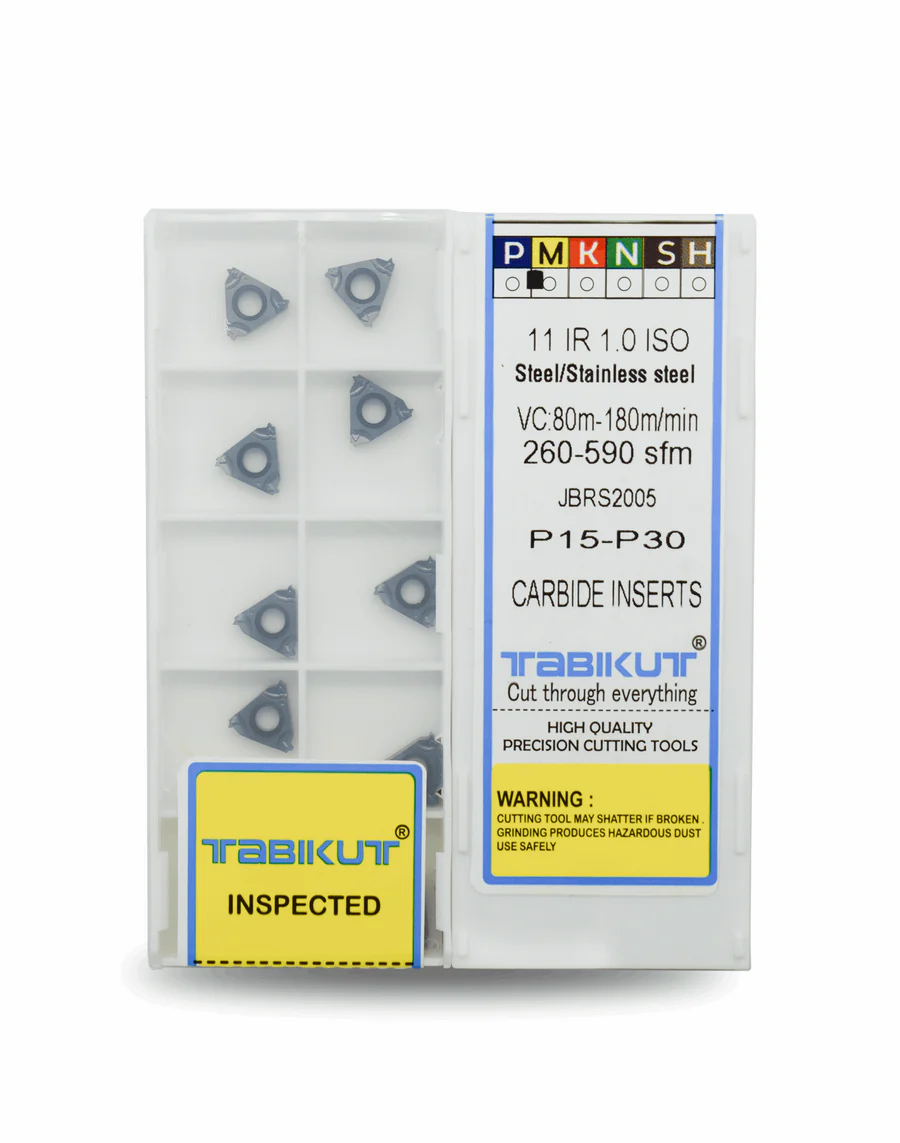 P M K N S H
11 IR 1.0 ISO
Steel/Stainless steel
VC:80m-180m/min
260-590 sfm
JBRS2005
P15-P30
CARBIDE INSERTS
TABIKUT®
Cut through everything
HIGH QUALITY
PRECISION CUTTING TOOLS
WARNING :
CUTTING TOOL MAY SHATTER IF BROKEN .
GRINDING PRODUCES HAZARDOUS DUST
USE SAFELY
TABIKUT®
INSPECTED